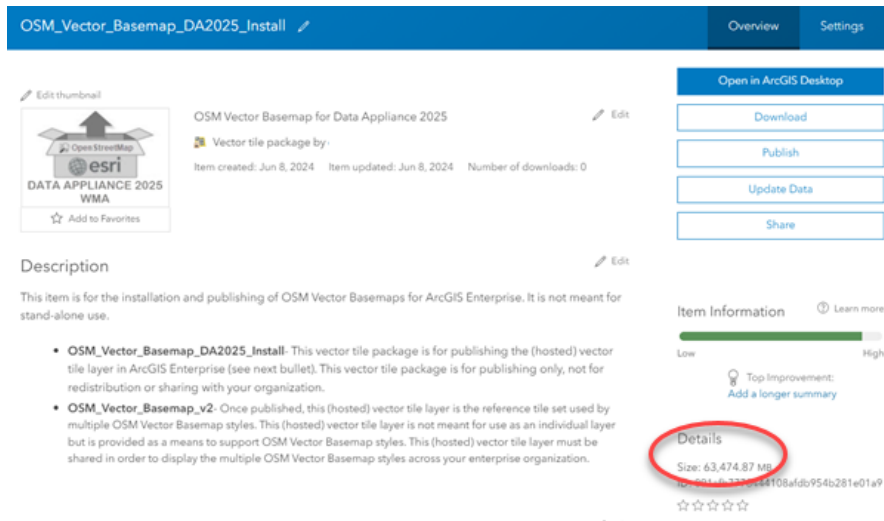 OSM_Vector_Basemap_DA2025_Install
Overview
Settings
Edit thumbnail
OpenStreetMap
esri
DATA APPLIANCE 2025
WMA
Add to Favorites
OSM Vector Basemap for Data Appliance 2025
Edit
Vector tile package by
Item created: Jun 8, 2024 Item updated: Jun 8, 2024 Number of downloads: 0
Open in ArcGIS Desktop
Download
Publish
Update Data
Share
Description
Edit
This item is for the installation and publishing of OSM Vector Basemaps for ArcGIS Enterprise. It is not meant for
stand-alone use.
• OSM_Vector_Basemap_DA2025_Install- This vector tile package is for publishing the (hosted) vector
tile layer in ArcGIS Enterprise (see next bullet). This vector tile package is for publishing only, not for
redistribution or sharing with your organization.
• OSM_Vector_Basemap_v2- Once published, this (hosted) vector tile layer is the reference tile set used by
multiple OSM Vector Basemap styles. This (hosted) vector tile layer is not meant for use as an individual layer
but is provided as a means to support OSM Vector Basemap styles. This (hosted) vector tile layer must be
shared in order to display the multiple OSM Vector Basemap styles across your enterprise organization.
Item Information
Learn more
Low
High
Top Improvement:
Add a longer summary
Details
Size: 63,474.87 MB
ID: